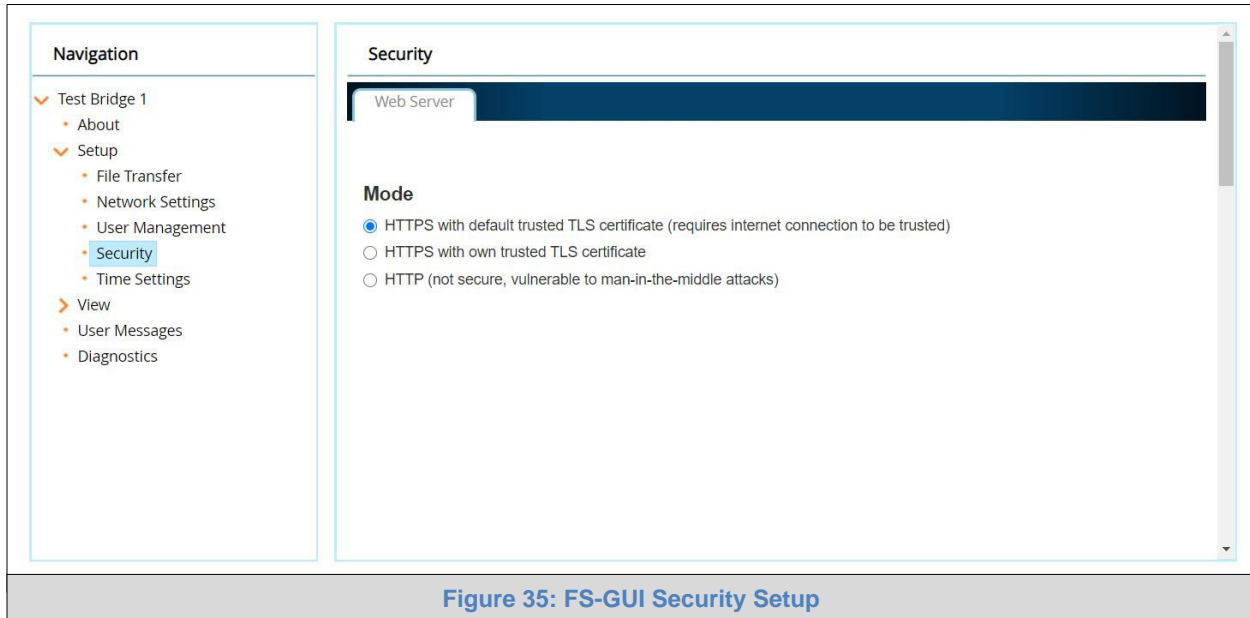 Navigation
Test Bridge 1
About
Setup
File Transfer
Network Settings
User Management
Security
Time Settings
View
User Messages
Diagnostics
Security
Web Server
Mode
HTTPS with default trusted TLS certificate (requires internet connection to be trusted)
HTTPS with own trusted TLS certificate
HTTP (not secure, vulnerable to man-in-the-middle attacks)
Figure 35: FS-GUI Security Setup